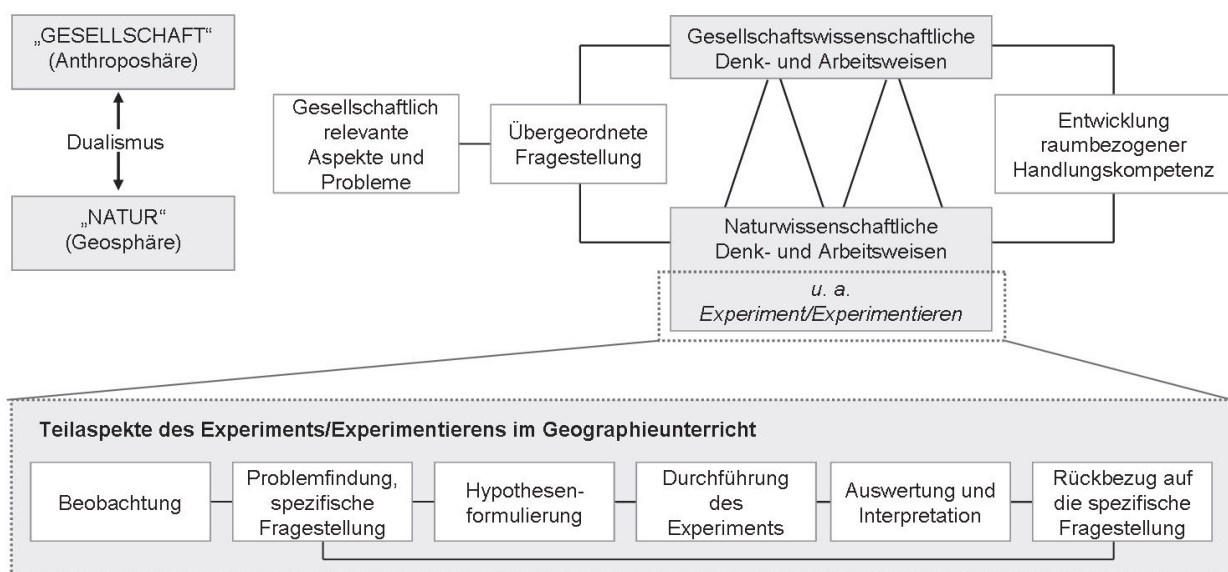 „GESELLSCHAFT“
(Anthroposhäre)
Dualismus
„NATUR“
(Geosphäre)
Gesellschaftlich
relevante
Aspekte und
Probleme
Übergeordnete
Fragestellung
Gesellschaftswissenschaftliche
Denk- und Arbeitsweisen
Naturwissenschaftliche
Denk- und Arbeitsweisen
u. a.
Experiment/Experimentieren
Entwicklung
raumbezogener
Handlungskompetenz
Teilaspekte des Experiments/Experimentierens im Geographieunterricht
Beobachtung
Problemfindung,
spezifische
Fragestellung
Hypothesen-
formulierung
Durchführung
des
Experiments
Auswertung und
Interpretation
Rückbezug auf
die spezifische
Fragestellung